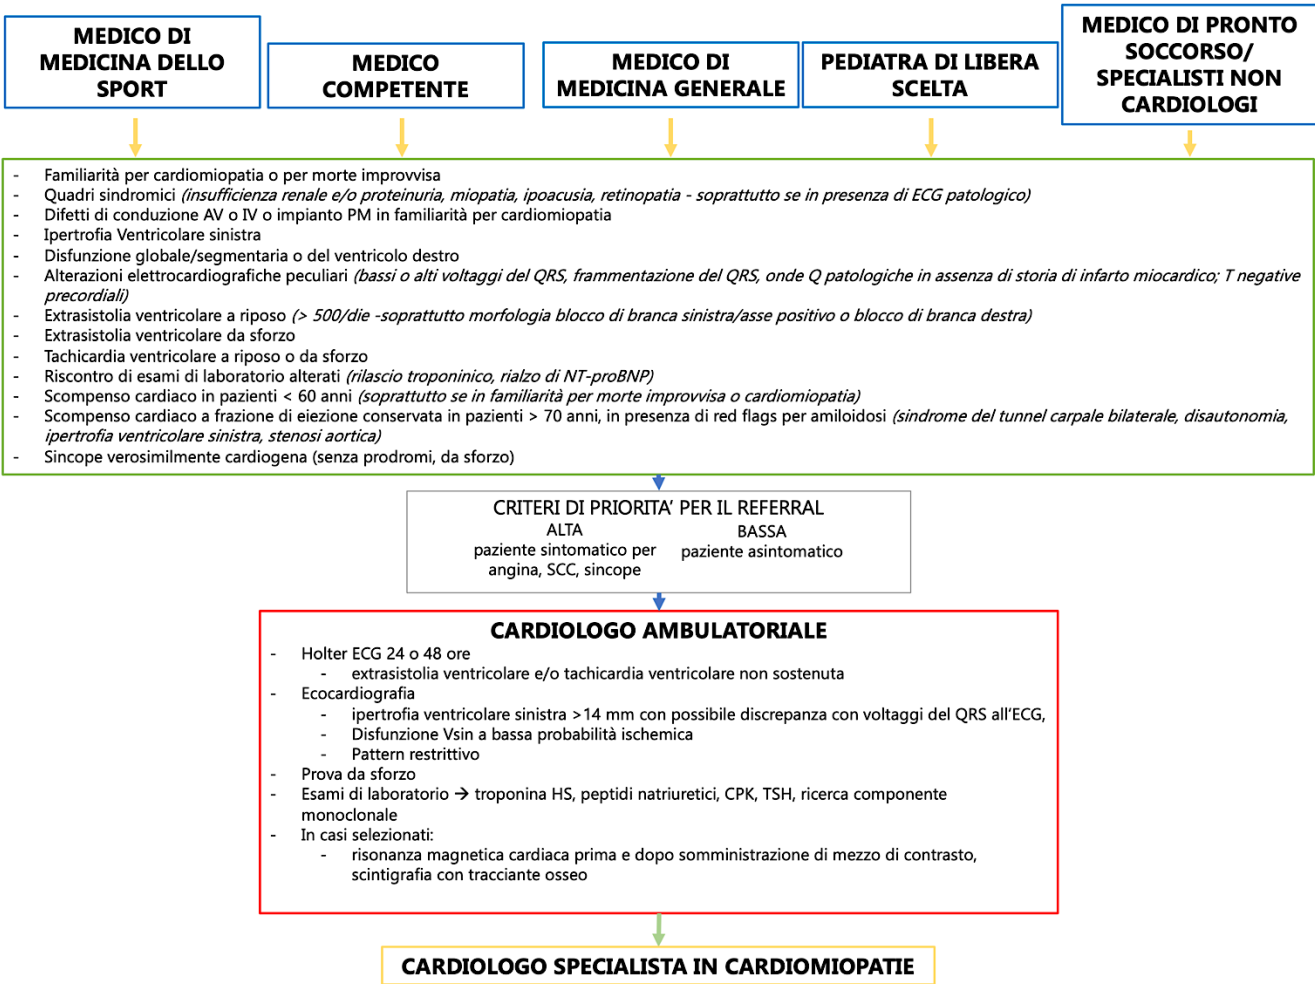 MEDICO DI
MEDICINA DELLO
SPORT
MEDICO
COMPETENTE
MEDICO DI
MEDICINA GENERALE
PEDIATRA DI LIBERA
SCELTA
MEDICO DI PRONTO
SOCCORSO/
SPECIALISTI NON
CARDIOLOGI
- Familiarità per cardiomiopatia o per morte improvvisa
- Quadri sindromici (insufficienza renale e/o proteinuria, miopatia, ipoacusia, retinopatia - soprattutto se in presenza di ECG patologico)
- Difetti di conduzione AV o IV o impianto PM in familiarità per cardiomiopatia
- Ipertrofia Ventricolare sinistra
- Disfunzione globale/segmentaria o del ventricolo destro
- Alterazioni elettrocardiografiche peculiari (bassi o alti voltaggi del QRS, frammentazione del QRS, onde Q patologiche in assenza di storia di infarto miocardico; T negative
precordiali)
- Extrasistolia ventricolare a riposo (> 500/die -soprattutto morfologia blocco di branca sinistra/asse positivo o blocco di branca destra)
- Extrasistolia ventricolare da sforzo
- Tachicardia ventricolare a riposo o da sforzo
- Riscontro di esami di laboratorio alterati (rilascio troponinico, rialzo di NT-proBNP)
- Scompenso cardiaco in pazienti < 60 anni (soprattutto se in familiarità per morte improvvisa o cardiomiopatia)
- Scompenso cardiaco a frazione di eiezione conservata in pazienti > 70 anni, in presenza di red flags per amiloidosi (sindrome del tunnel carpale bilaterale, disautonomia,
ipertrofia ventricolare sinistra, stenosi aortica)
- Sincope verosimilmente cardiogena (senza prodromi, da sforzo)
CRITERI DI PRIORITA' PER IL REFERRAL
ALTA
paziente sintomatico per
angina, SCC, sincope
BASSA
paziente asintomatico
CARDIOLOGO AMBULATORIALE
- Holter ECG 24 o 48 ore
- extrasistolia ventricolare e/o tachicardia ventricolare non sostenuta
- Ecocardiografia
- ipertrofia ventricolare sinistra >14 mm con possibile discrepanza con voltaggi del QRS all'ECG,
- Disfunzione Vsin a bassa probabilità ischemica
- Pattern restrittivo
- Prova da sforzo
- Esami di laboratorio → troponina HS, peptidi natriuretici, CPK, TSH, ricerca componente
monoclonale
- In casi selezionati:
- risonanza magnetica cardiaca prima e dopo somministrazione di mezzo di contrasto,
scintigrafia con tracciante osseo
CARDIOLOGO SPECIALISTA IN CARDIOMIOPATIE